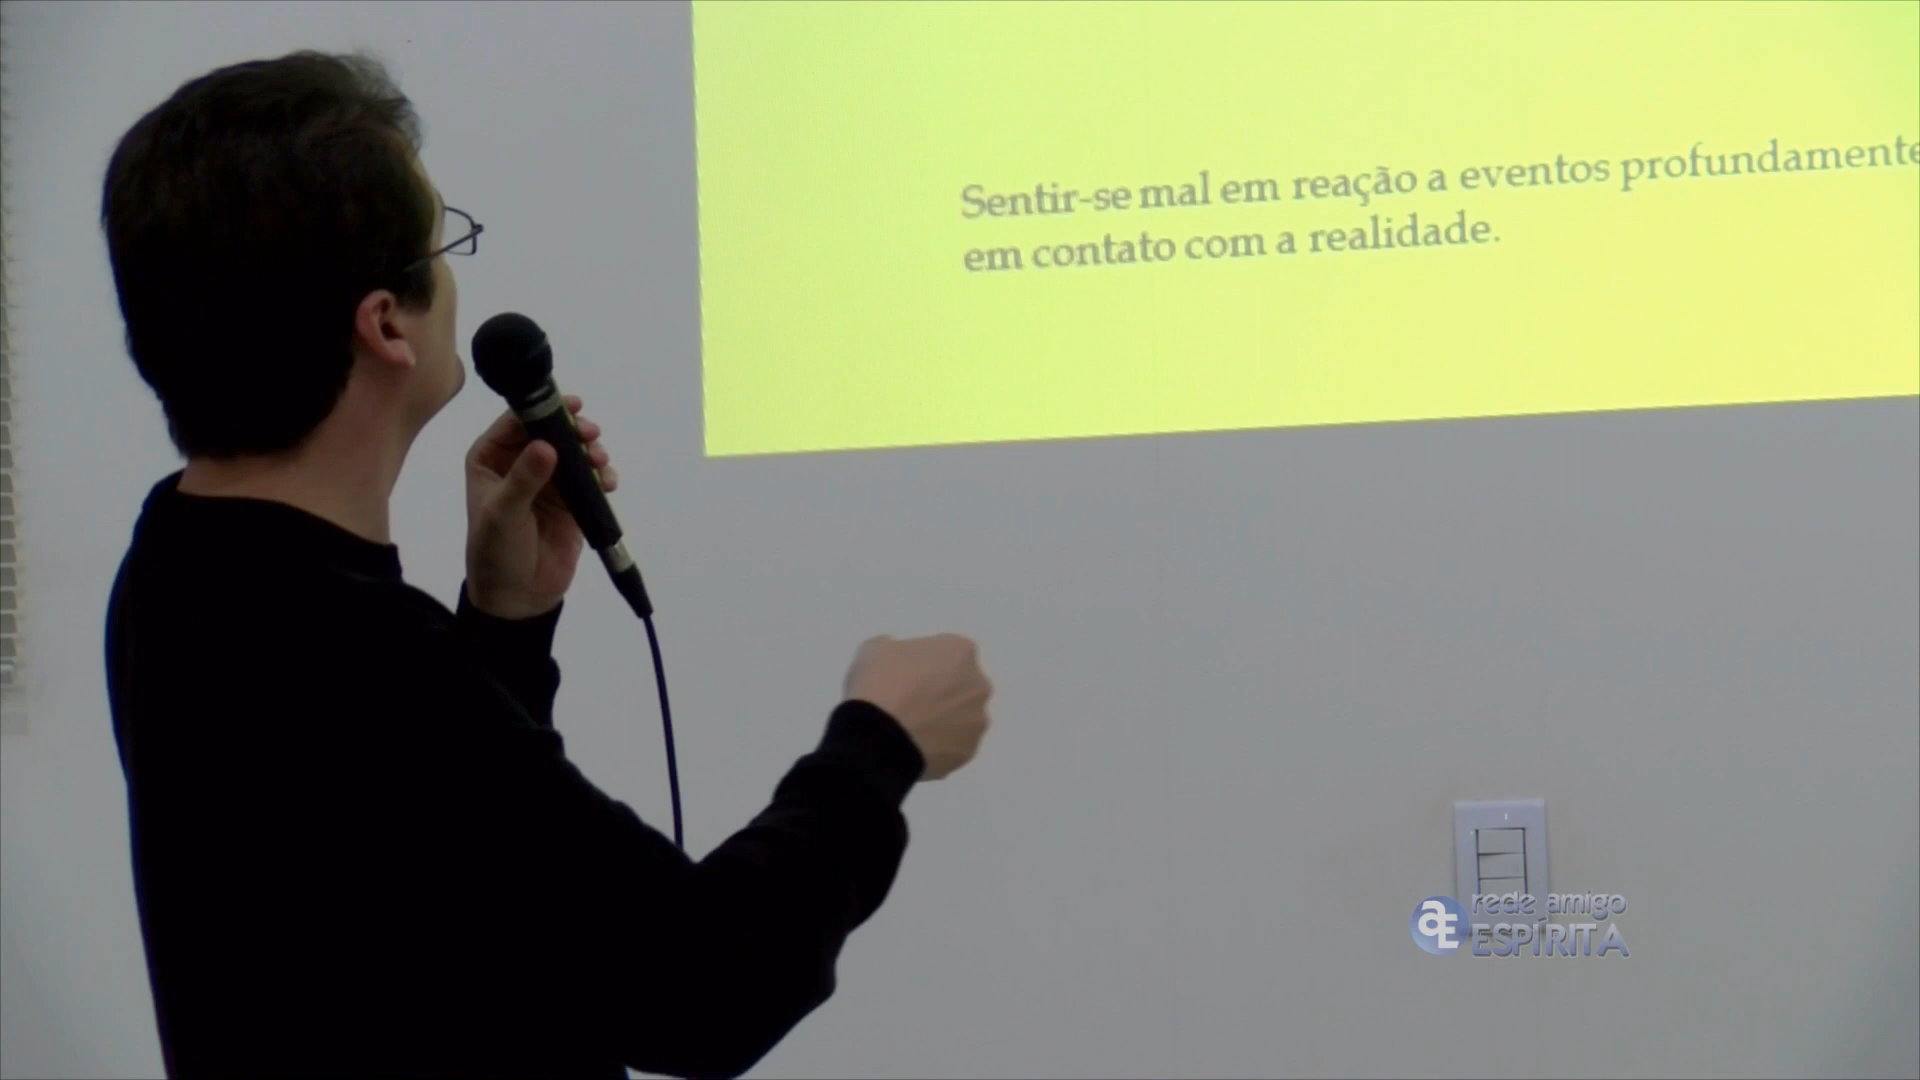 Sentir-se mal em reação a eventos profundamente
em contato com a realidade.
rede amigo
ESPÍRITA